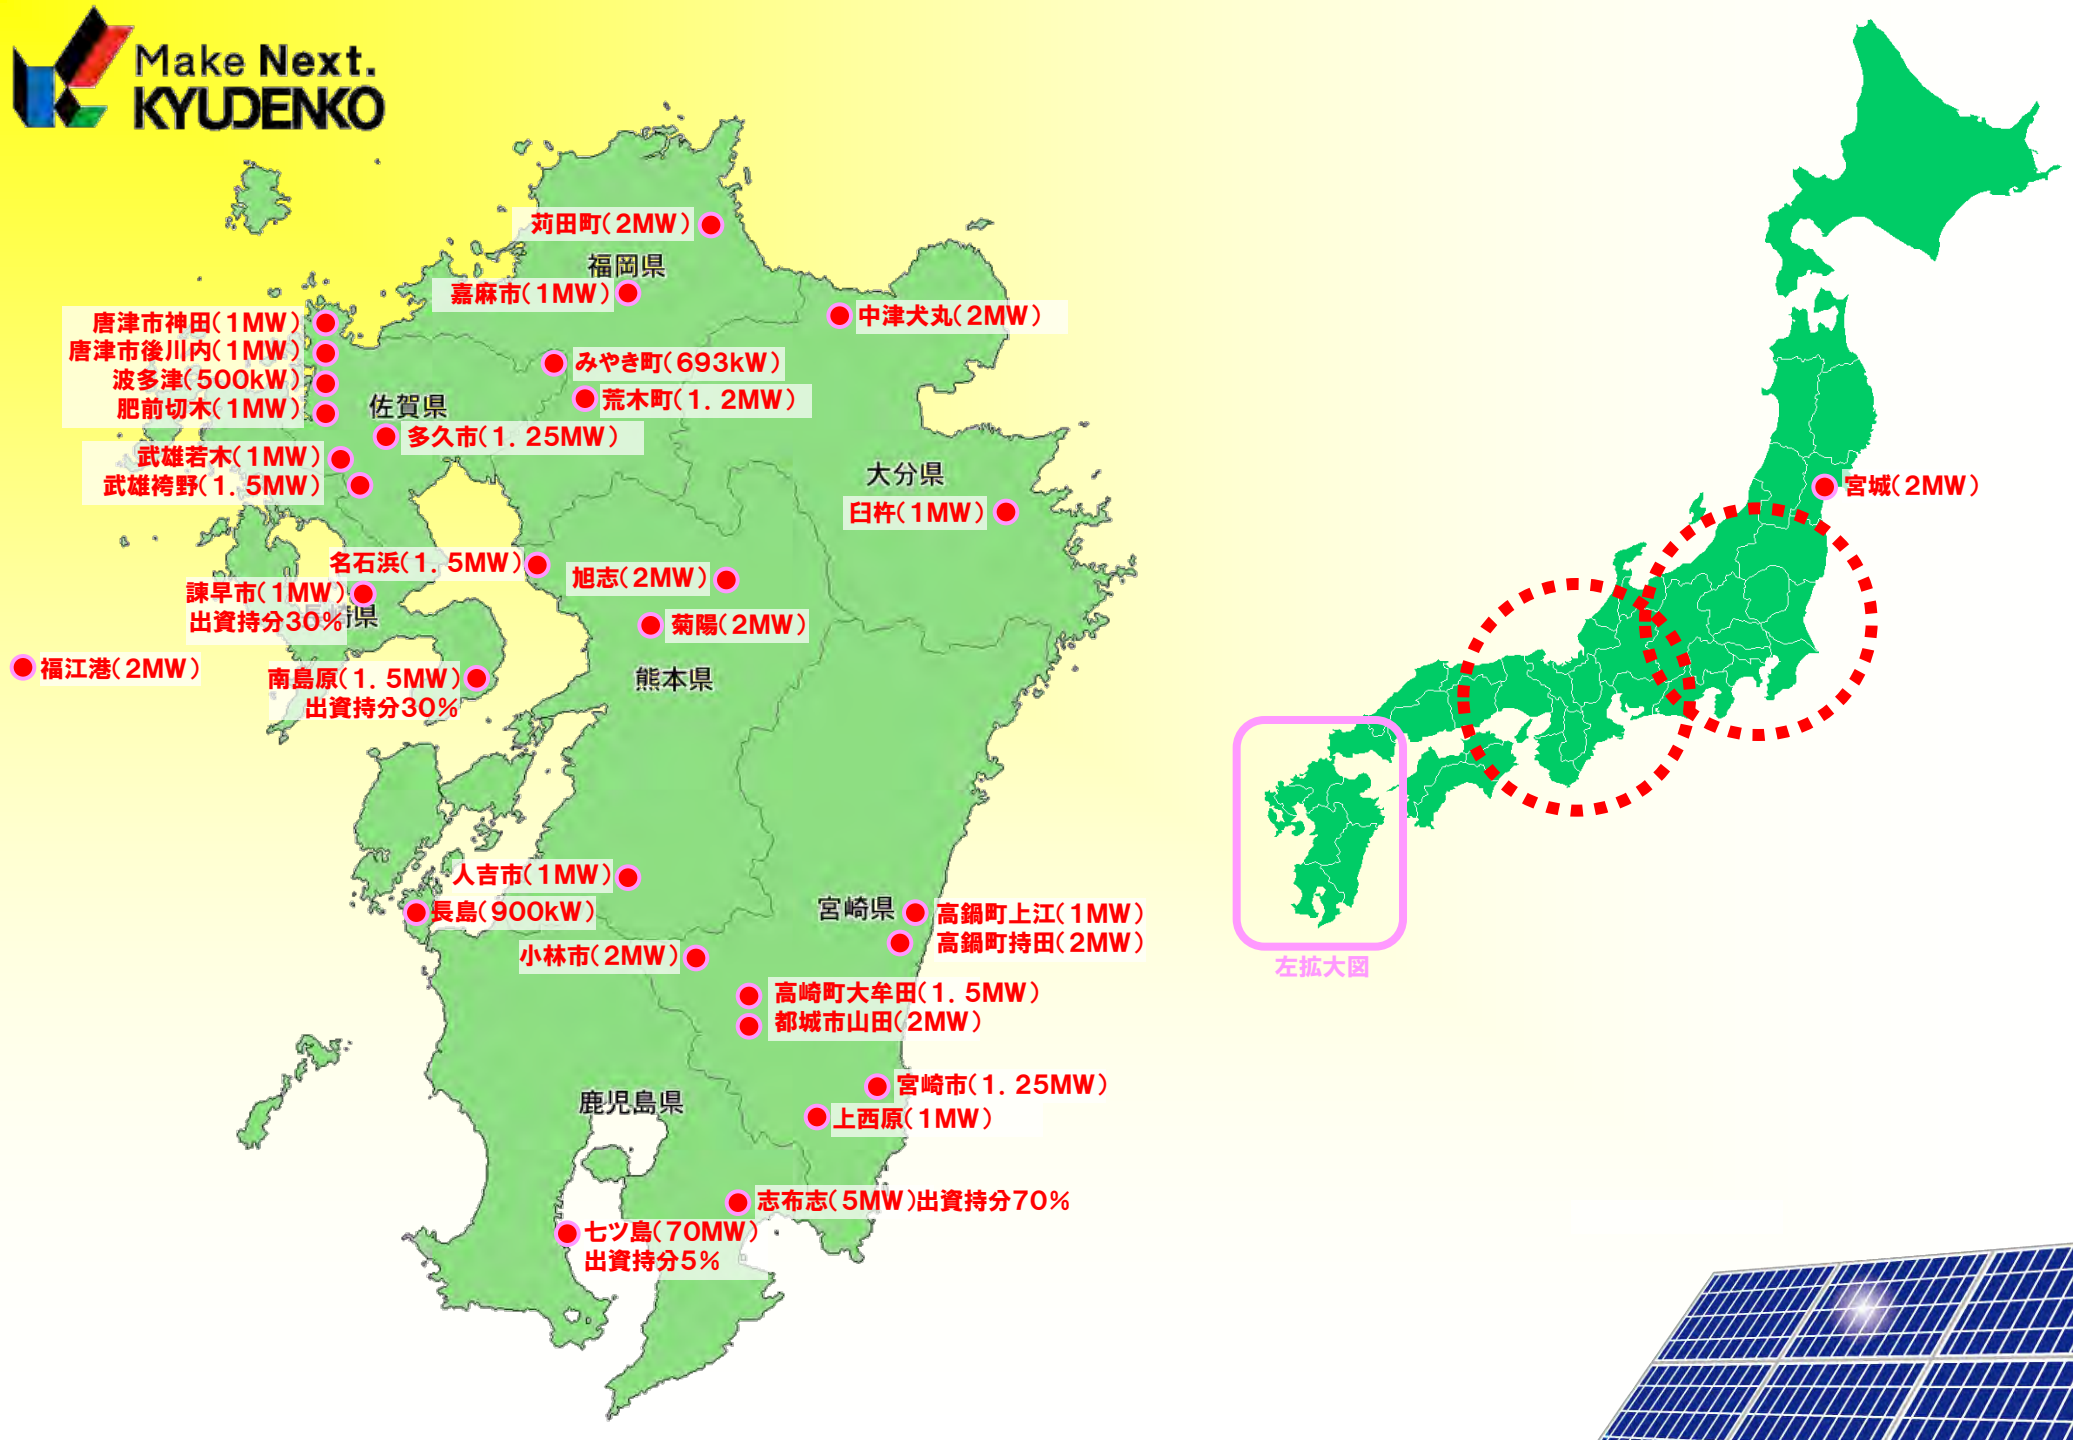 Make Next.
KYUDENKO
苅田町(2MW)
福岡県
嘉麻市(1MW)
中津犬丸(2MW)
唐津市神田(1MW)
唐津市後川内(1MW)
波多津(500kW)
肥前切木(1MW)
みやき町(693kW)
荒木町(1.2MW)
佐賀県
多久市(1.25MW)
武雄若木(1MW)
武雄袴野(1.5MW)
大分県
臼杵(1MW)
名石浜(1.5MW)
旭志(2MW)
諫早市(1MW)
出資持分30%
長崎県
菊陽(2MW)
福江港(2MW)
南島原(1.5MW)
出資持分30%
熊本県
人吉市(1MW)
長島(900kW)
宮崎県
高鍋町上江(1MW)
高鍋町持田(2MW)
小林市(2MW)
高崎町大牟田(1.5MW)
都城市山田(2MW)
宮崎市(1.25MW)
上西原(1MW)
鹿児島県
志布志(5MW)出資持分70%
七ツ島(70MW)
出資持分5%
宮城(2MW)
左拡大図